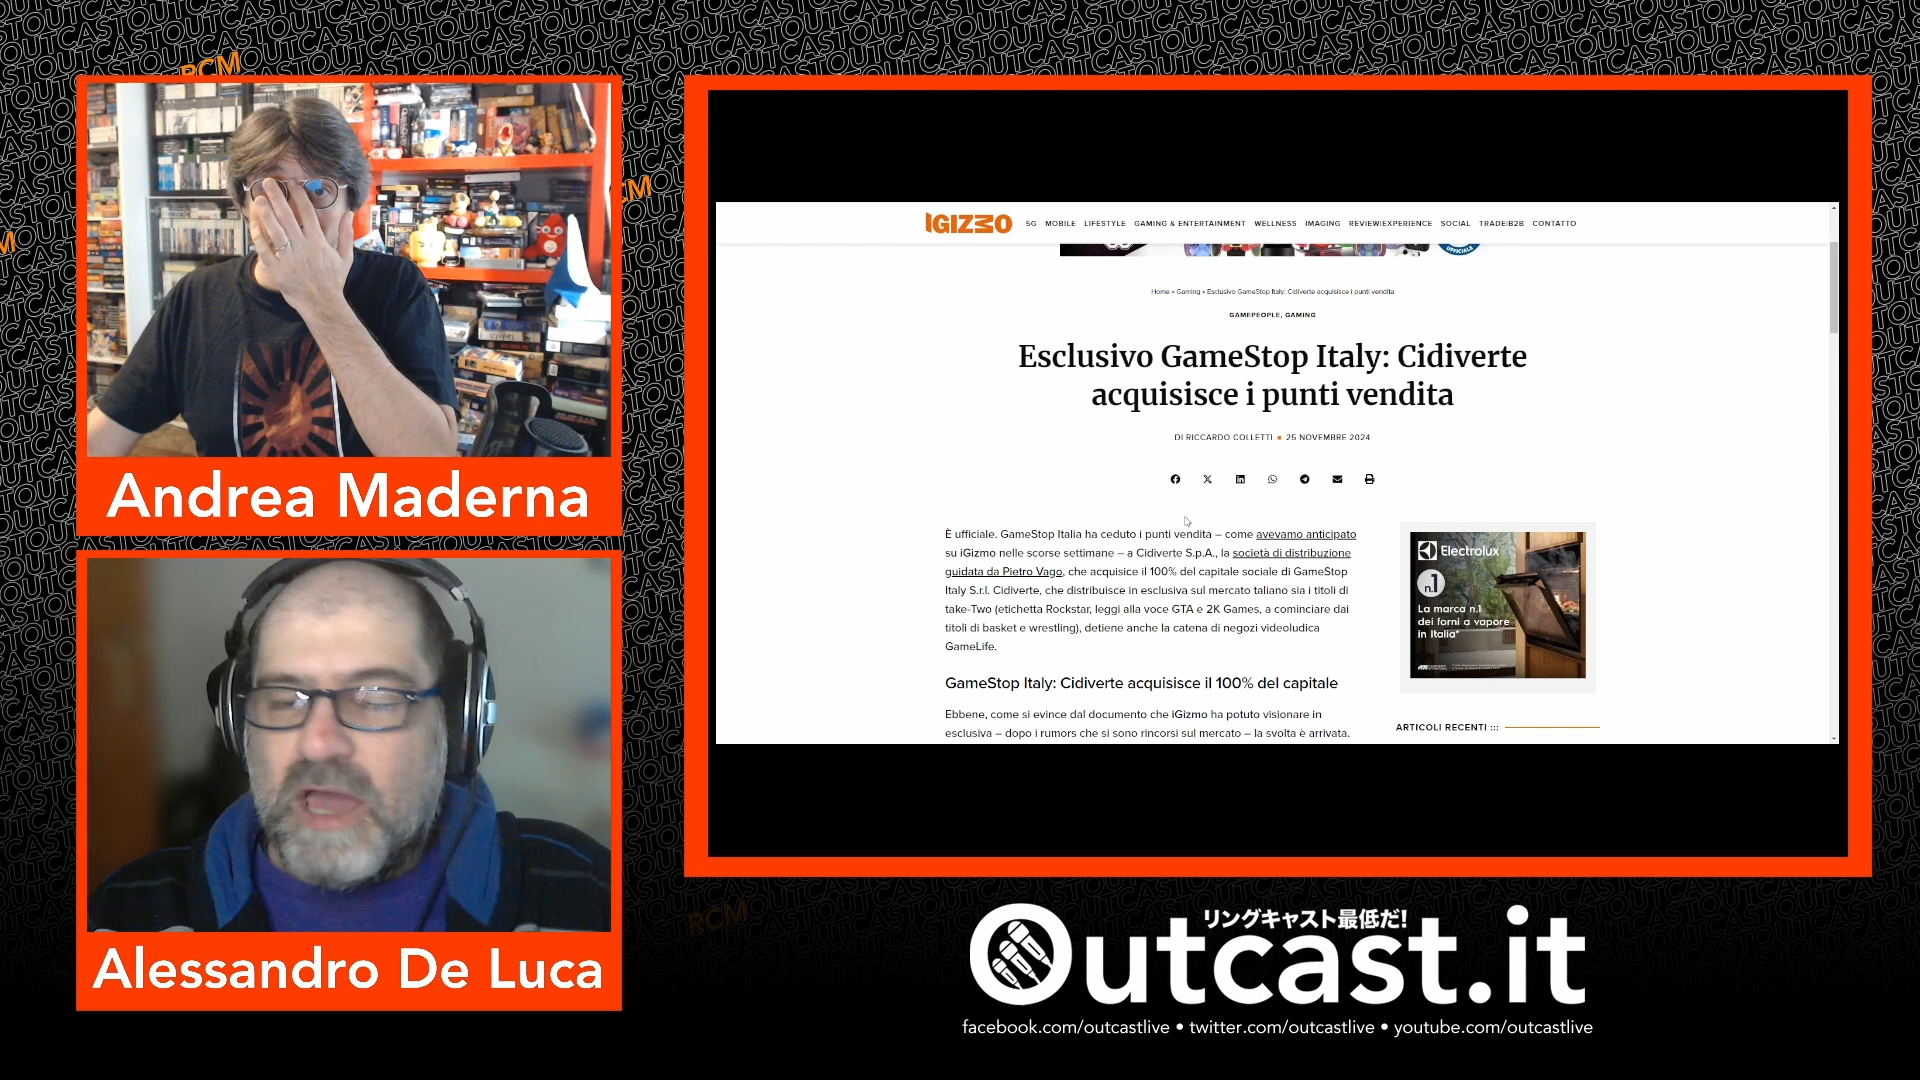 RCM
Andrea Maderna
Alessandro De Luca
IGIZMO
5G MOBILE LIFESTYLE GAMING & ENTERTAINMENT WELLNESS IMAGING REVIEW|EXPERIENCE SOCIAL TRADE|B2B CONTATTO
UFFICIALE
Home » Gaming » Esclusivo GameStop Italy: Cidiverte acquisisce i punti vendita
GAMEPEOPLE, GAMING
Esclusivo GameStop Italy: Cidiverte
acquisisce i punti vendita
DI RICCARDO COLLETTI ■ 25 NOVEMBRE 2024
È ufficiale. GameStop Italia ha ceduto i punti vendita – come avevamo anticipato
su iGizmo nelle scorse settimane – a Cidiverte S.p.A., la società di distribuzione
guidata da Pietro Vago, che acquisice il 100% del capitale sociale di GameStop
Italy S.r.l. Cidiverte, che distribuisce in esclusiva sul mercato taliano sia i titoli di
take-Two (etichetta Rockstar, leggi alla voce GTA e 2K Games, a cominciare dai
titoli di basket e wrestling), detiene anche la catena di negozi videoludica
GameLife.
GameStop Italy: Cidiverte acquisisce il 100% del capitale
Ebbene, come si evince dal documento che iGizmo ha potuto visionare in
esclusiva – dopo i rumors che si sono rincorsi sul mercato – la svolta è arrivata.
Electrolux
n.1
La marca n.1
dei forni a vapore
in Italia*
ARTICOLI RECENTI :::
RCM
リングキャスト最低だ!
Outcast.it
facebook.com/outcastlive • twitter.com/outcastlive • youtube.com/outcastlive